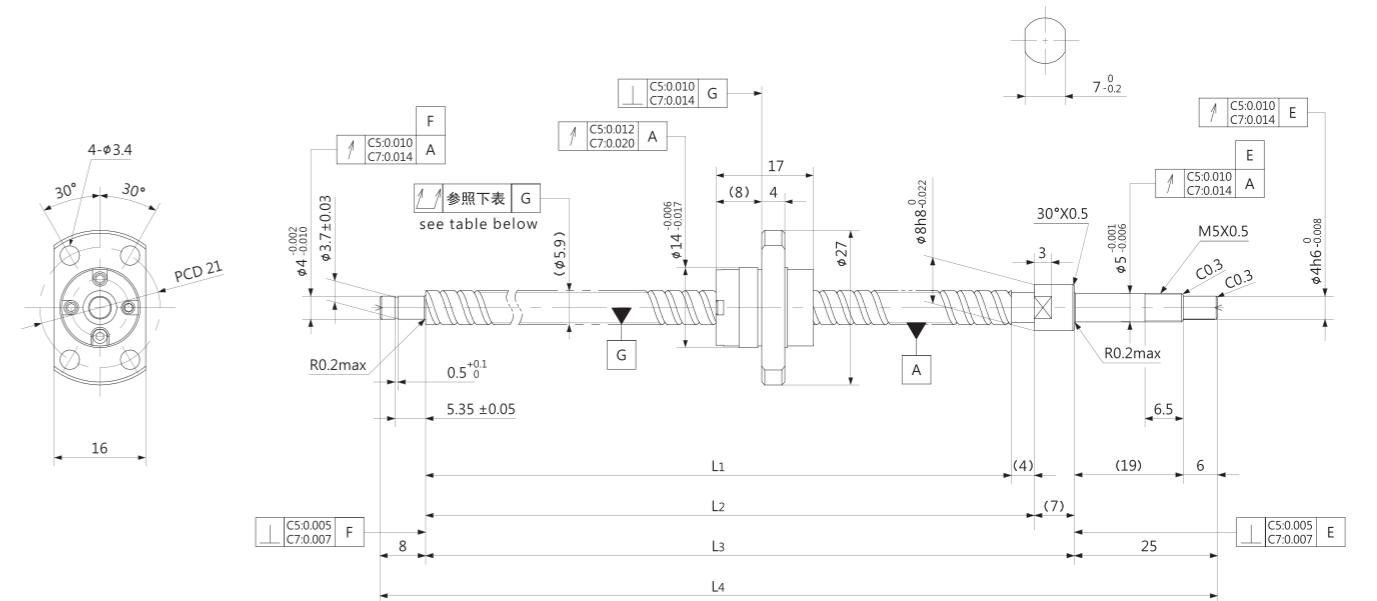 7 0 -0.2
⊥ C5:0.010 C7:0.014 G
↗ C5:0.010 C7:0.014 E
F
↗ C5:0.010 C7:0.014 A
↗ C5:0.012 C7:0.020 A
E
↗ C5:0.010 C7:0.014 A
4-ϕ3.4
30°
30°
PCD 21
16
ϕ4 -0.002 -0.010
ϕ3.7±0.03
参照下表 G
see table below
(ϕ5.9)
ϕ14 -0.006 -0.017
17
(8)
4
ϕ27
ϕ8h8 0 -0.022
30°X0.5
3
ϕ5 -0.001 -0.006
M5X0.5
C0.3
C0.3
ϕ4h6 0 -0.008
R0.2max
G
A
R0.2max
0.5 +0.1 0
5.35 ±0.05
6.5
L1
(4)
(19)
6
L2
(7)
⊥ C5:0.005 C7:0.007 F
⊥ C5:0.005 C7:0.007 E
8
L3
25
L4